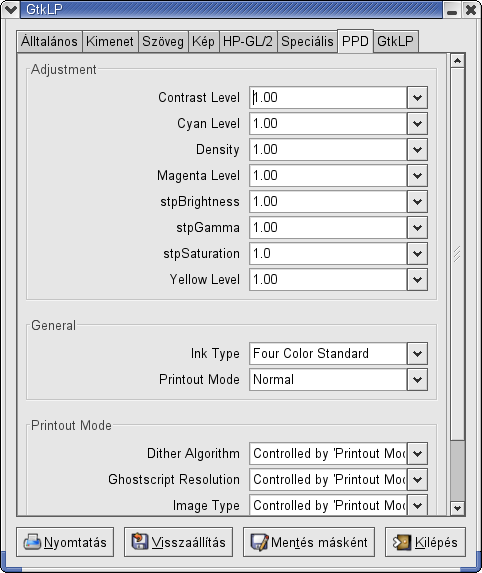 GtkLP
Álltalános Kimenet Szöveg Kép HP-GL/2 Speciális PPD GtkLP
Adjustment
Contrast Level 1.00
Cyan Level 1.00
Density 1.00
Magenta Level 1.00
stpBrightness 1.00
stpGamma 1.00
stpSaturation 1.0
Yellow Level 1.00
General
Ink Type Four Color Standard
Printout Mode Normal
Printout Mode
Dither Algorithm Controlled by 'Printout Moc
Ghostscript Resolution Controlled by 'Printout Moc
Image Type Controlled by 'Printout Moc
Nyomtatás Visszaállítás Mentés másként Kilépés